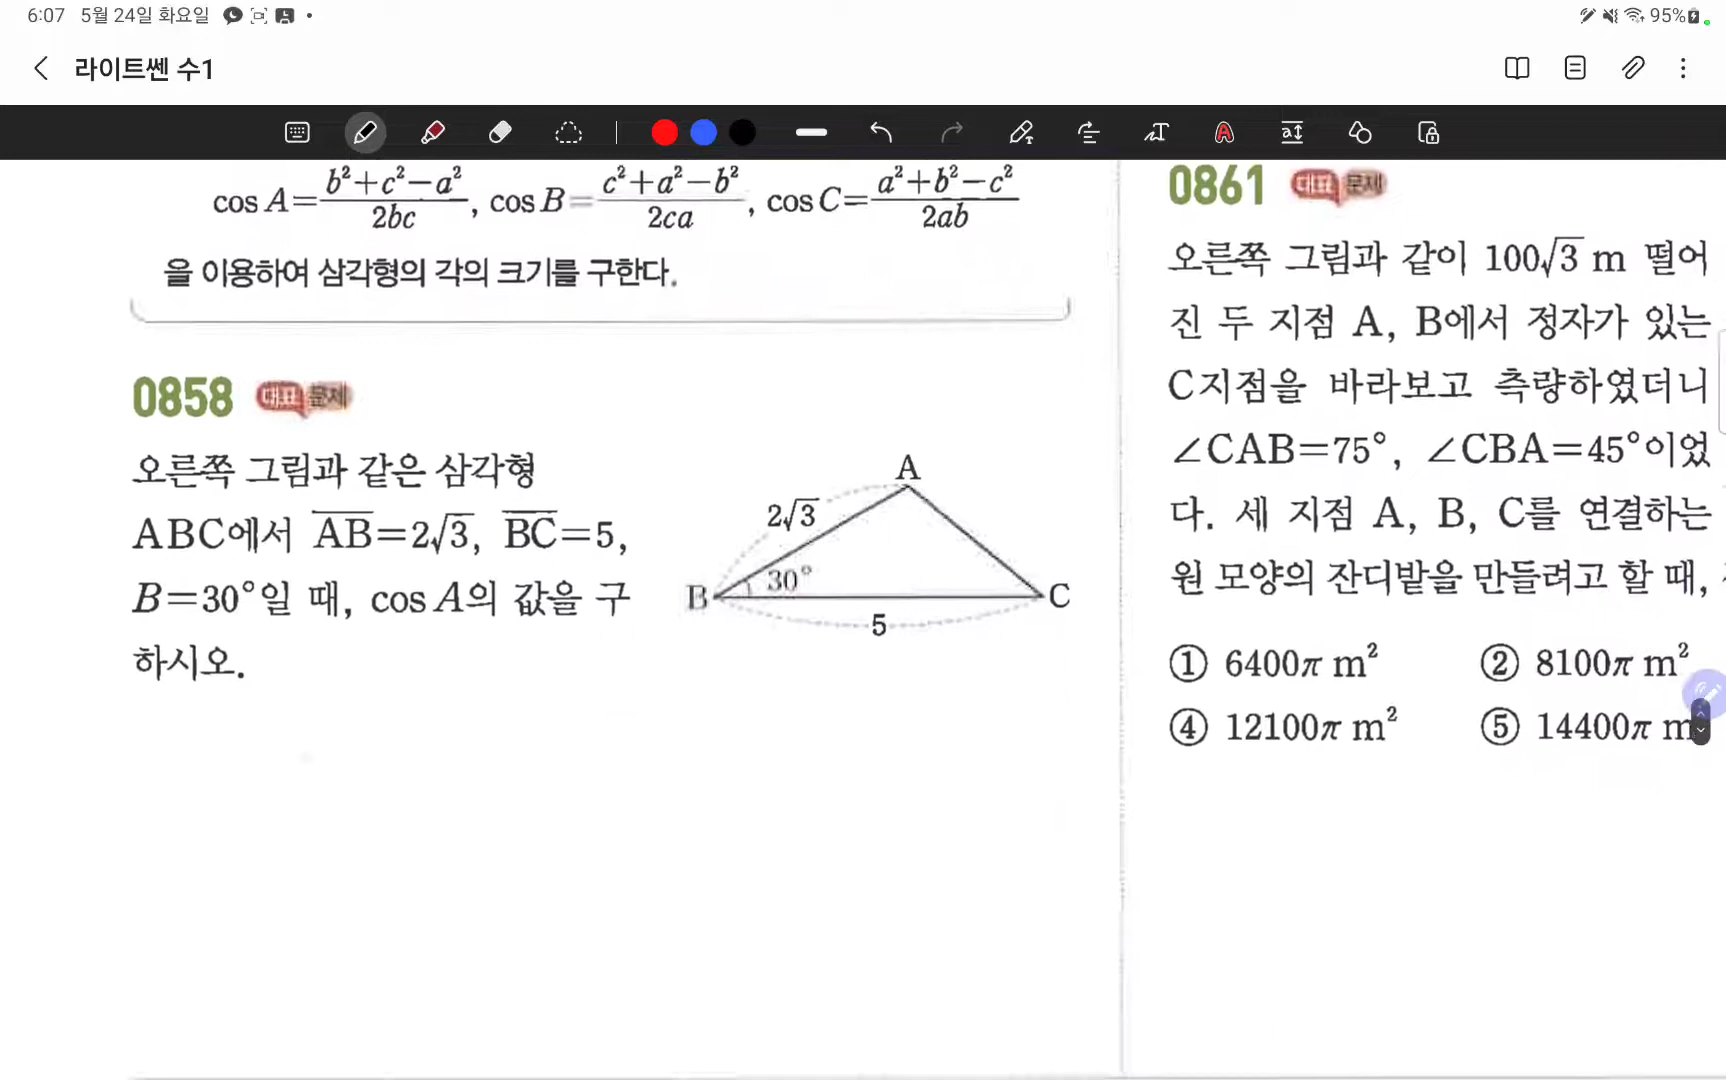 6:07 5월 24일 화요일
95%
라이트쎈 수1
cos A=\frac{b²+c²−a²}{2bc}, cos B=\frac{c²+a²−b²}{2ca}, cos C=\frac{a²+b²−c²}{2ab}
을 이용하여 삼각형의 각의 크기를 구한다.
0858 대표 문제
오른쪽 그림과 같은 삼각형
ABC에서 \overline{AB}=2√3, \overline{BC}=5,
B=30°일 때, cos A의 값을 구
하시오.
A
2√3
30°
B
C
5
0861 대표 문제
오른쪽 그림과 같이 100√3 m 떨어
진 두 지점 A, B에서 정자가 있는
C지점을 바라보고 측량하였더니
∠CAB=75°, ∠CBA=45°이었
다. 세 지점 A, B, C를 연결하는
원 모양의 잔디밭을 만들려고 할 때,
① 6400π m² ② 8100π m²
④ 12100π m² ⑤ 14400π m